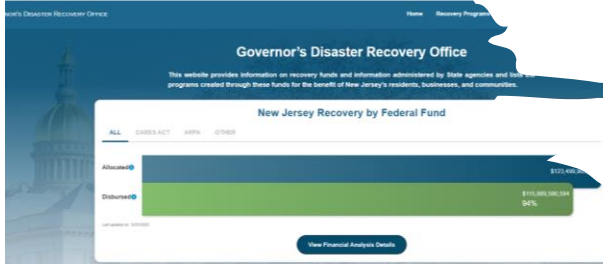 Governor's Disaster Recovery Office
Home Recovery Programs
Governor's Disaster Recovery Office
This website provides information on recovery funds and information administered by State agencies and lists the
programs created through these funds for the benefit of New Jersey's residents, businesses, and communities.
New Jersey Recovery by Federal Fund
ALL CARES ACT ARPA OTHER
Allocated
Disbursed
94%
View Financial Analysis Details